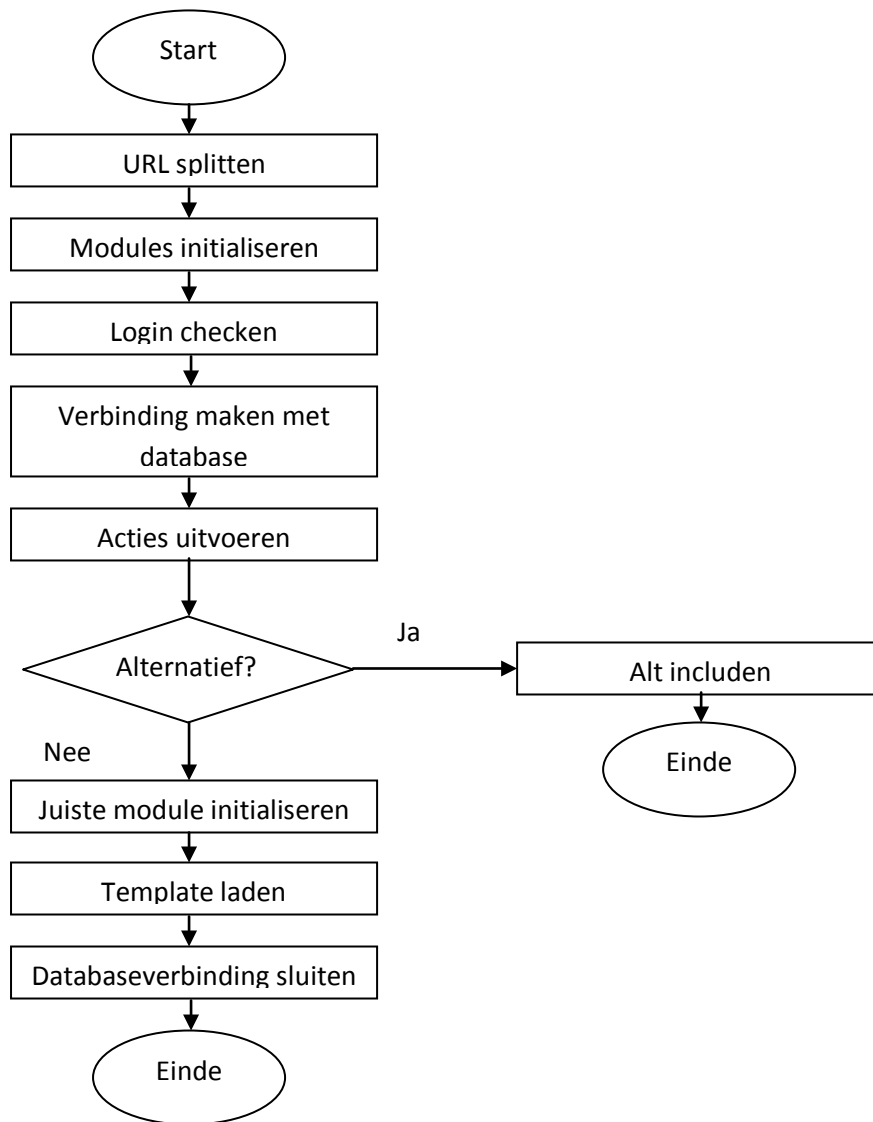 Start
URL splitten
Modules initialiseren
Login checken
Verbinding maken met
database
Acties uitvoeren
Alternatief?
Ja
Alt includen
Einde
Nee
Juiste module initialiseren
Template laden
Databaseverbinding sluiten
Einde